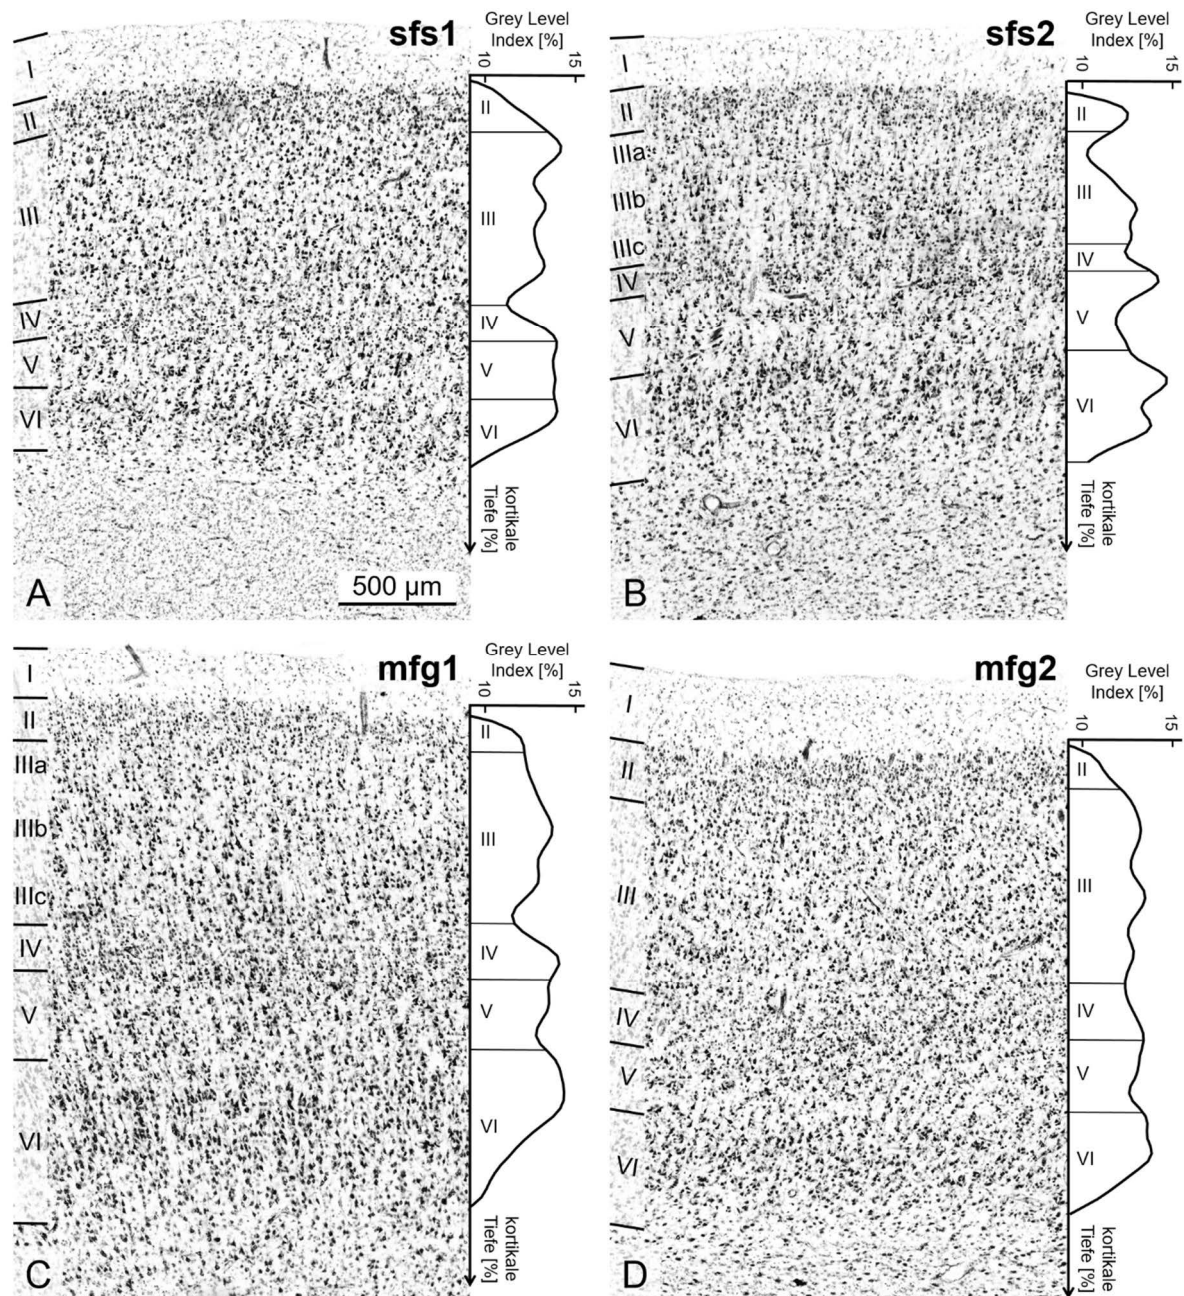 sfs1
Grey Level
Index [%]
10
15
I
II
III
IV
V
VI
II
III
IV
V
VI
kortikale
Tiefe [%]
500 µm
A
sfs2
Grey Level
Index [%]
10
15
I
II
IIIa
IIIb
IIIc
IV
V
VI
II
III
IV
V
VI
kortikale
Tiefe [%]
B
mfg1
Grey Level
Index [%]
10
15
I
II
IIIa
IIIb
IIIc
IV
V
VI
II
III
IV
V
VI
kortikale
Tiefe [%]
C
mfg2
Grey Level
Index [%]
10
15
I
II
III
IV
V
VI
II
III
IV
V
VI
kortikale
Tiefe [%]
D